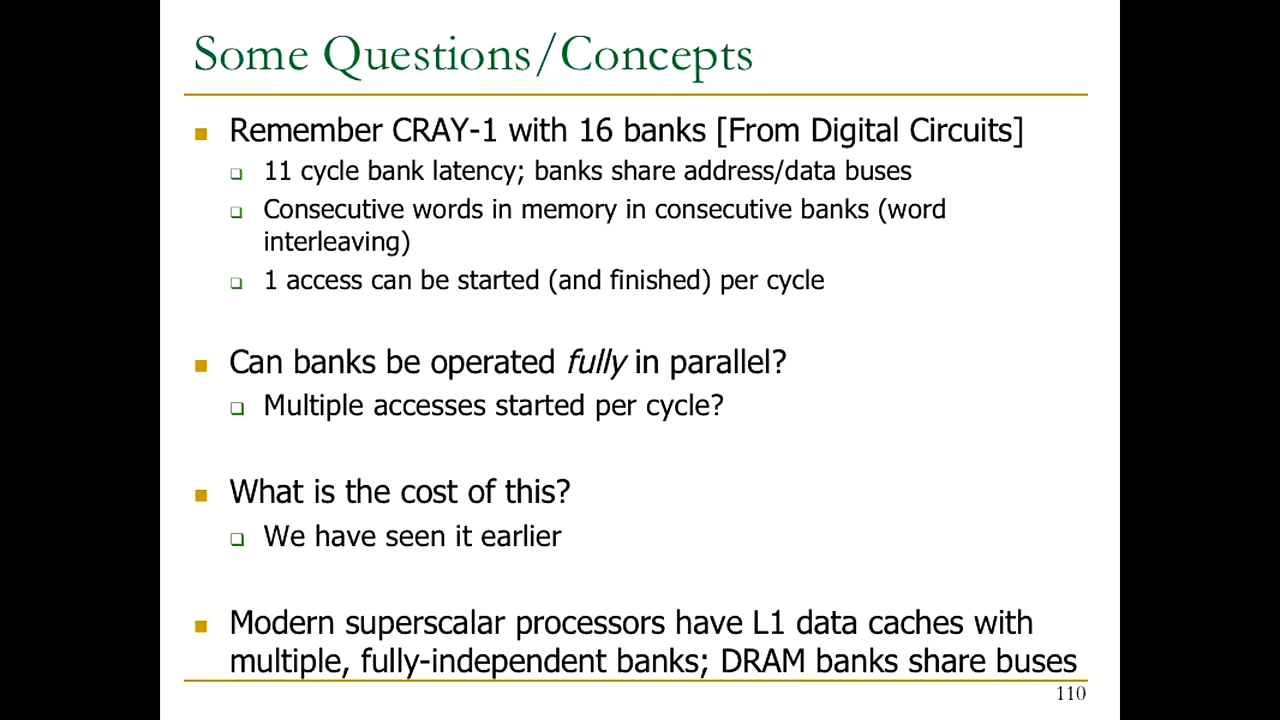 Some Questions/Concepts
Remember CRAY-1 with 16 banks [From Digital Circuits]
11 cycle bank latency; banks share address/data buses
Consecutive words in memory in consecutive banks (word
interleaving)
1 access can be started (and finished) per cycle
Can banks be operated fully in parallel?
Multiple accesses started per cycle?
What is the cost of this?
We have seen it earlier
Modern superscalar processors have L1 data caches with
multiple, fully-independent banks; DRAM banks share buses
110